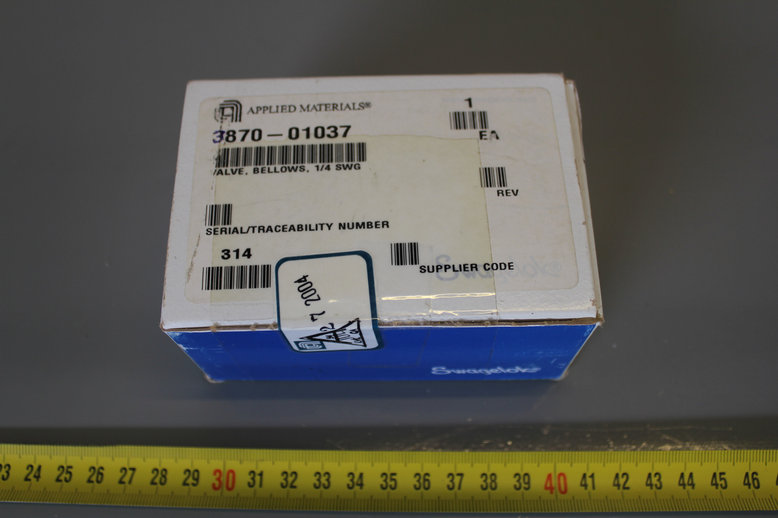 APPLIED MATERIALS®
3870-01037
1
EA
VALVE, BELLOWS, 1/4 SWG
REV
SERIAL/TRACEABILITY NUMBER
314
SUPPLIER CODE
Swagelok
7 2004
Swagelok
23 24 25 26 27 28 29 30 31 32 33 34 35 36 37 38 39 40 41 42 43 44 45 46